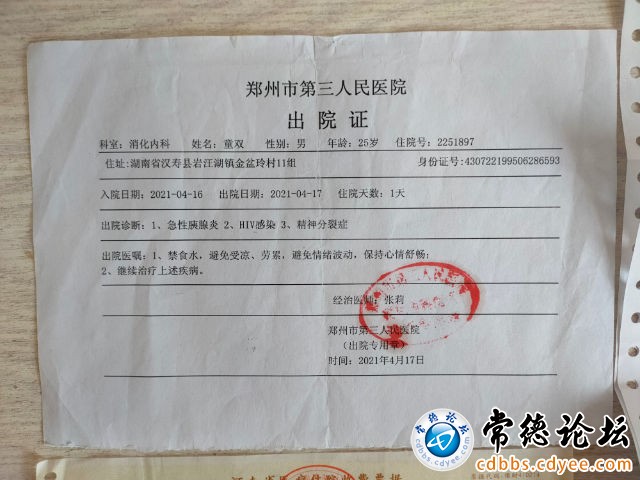 郑州市第三人民医院
出院证
科室：消化内科 姓名：童双 性别：男 年龄：25岁 住院号：2251897
住址：湖南省汉寿县岩汪湖镇金盆玲村11组 身份证号：430722199506286593
入院日期：2021-04-16 出院日期：2021-04-17 住院天数：1天
出院诊断：1、急性胰腺炎 2、HIV感染 3、精神分裂症
出院医嘱：1、禁食水，避免受凉、劳累，避免情绪波动，保持心情舒畅；
2、继续治疗上述疾病。
经治医师：张莉
郑州市第三人民医院
（出院专用章）
时间：2021年4月17日
常德论坛
cdbbs.cdyee.com